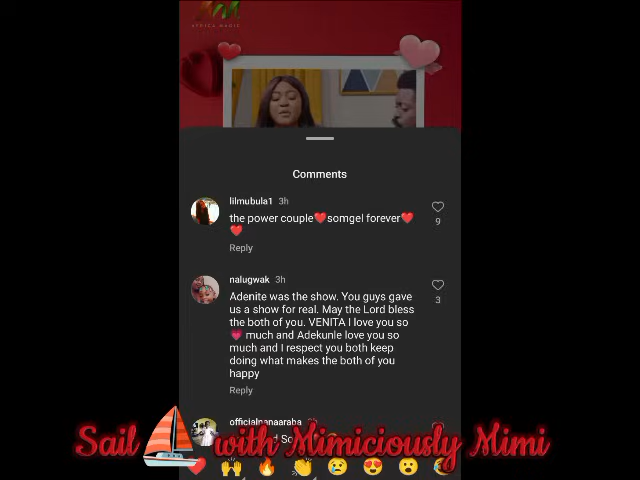 AFRICA MAGIC
Comments
lilmubula1 3h
the power couple❤️somgel forever❤️
❤️
9
Reply
nalugwak 3h
Adenite was the show. You guys gave
us a show for real. May the Lord bless
the both of you. VENITA I love you so
💗 much and Adekunle love you so
much and I respect you both keep
doing what makes the both of you
happy
3
Reply
Sail with Mimiciously Mimi